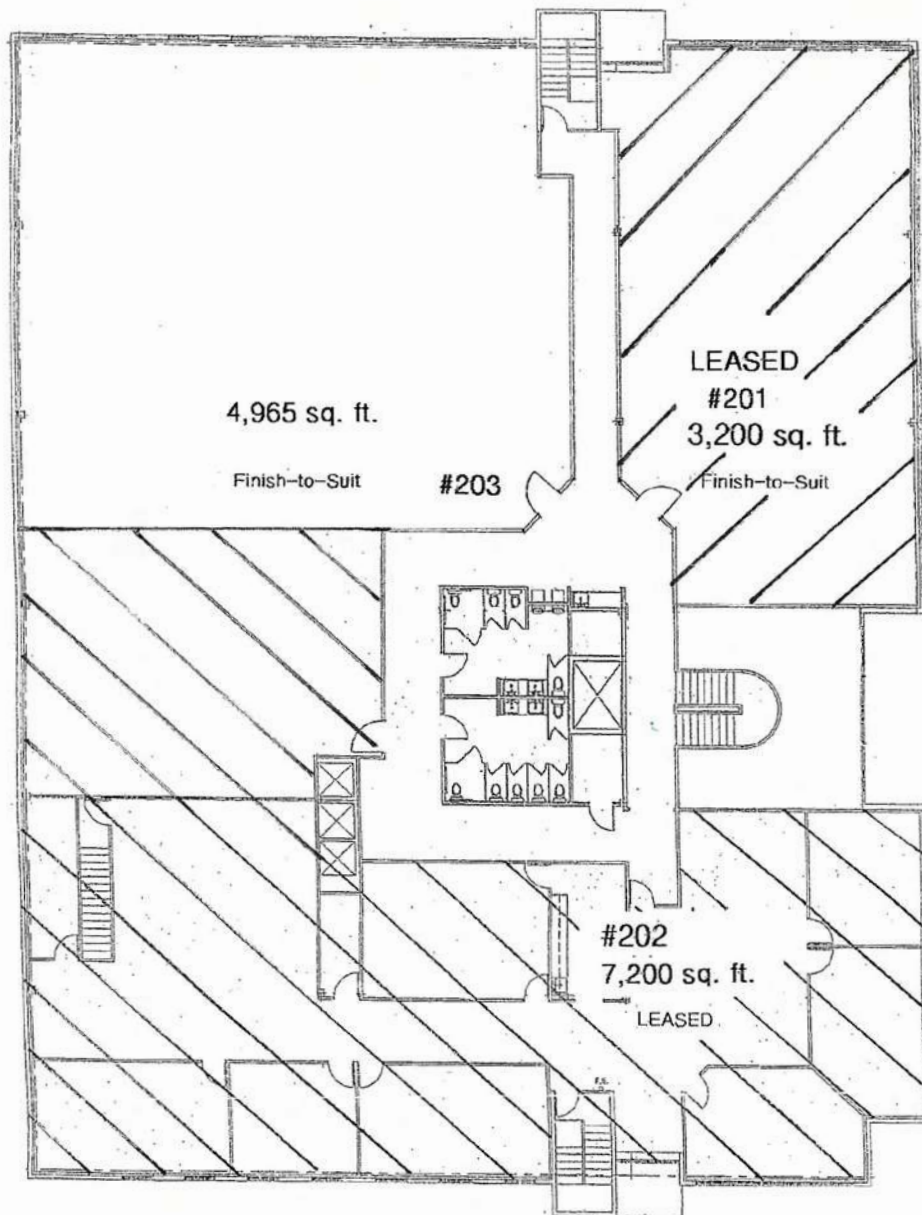 LEASED
#201
3,200 sq. ft.
Finish-to-Suit
4,965 sq. ft.
Finish-to-Suit
#203
#202
7,200 sq. ft.
LEASED